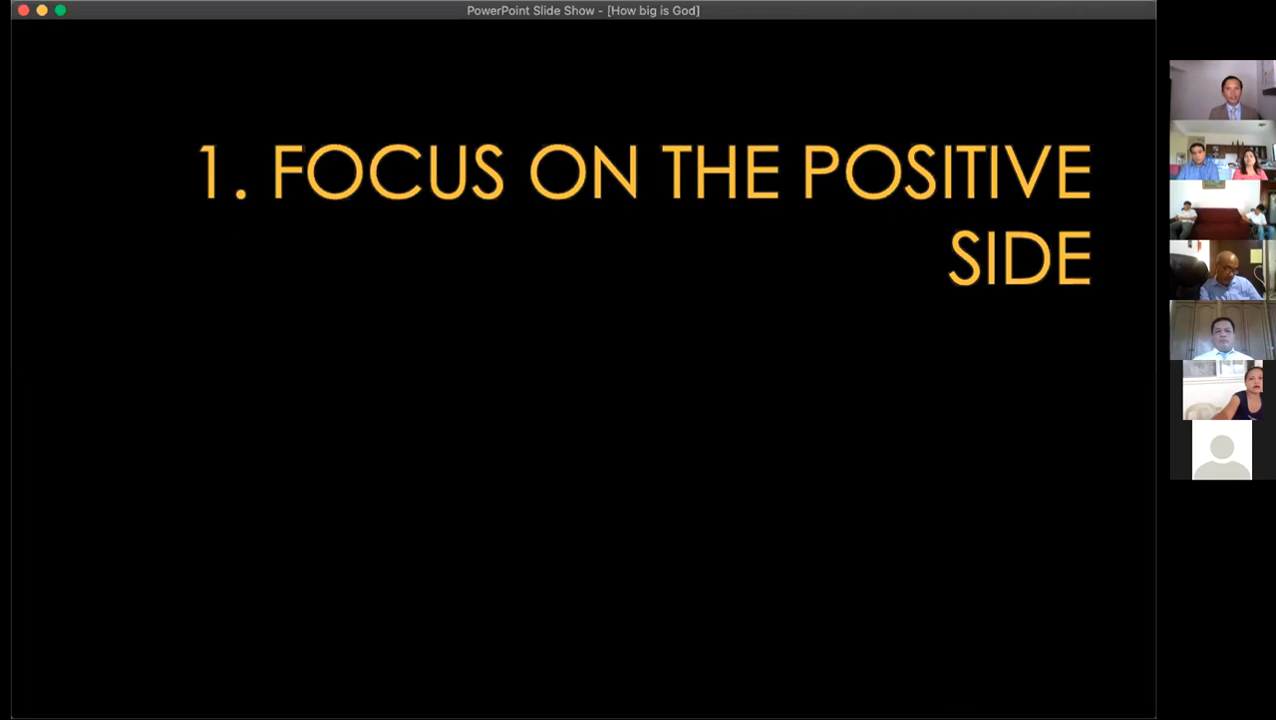 PowerPoint Slide Show - [How big is God]
1. FOCUS ON THE POSITIVE
SIDE